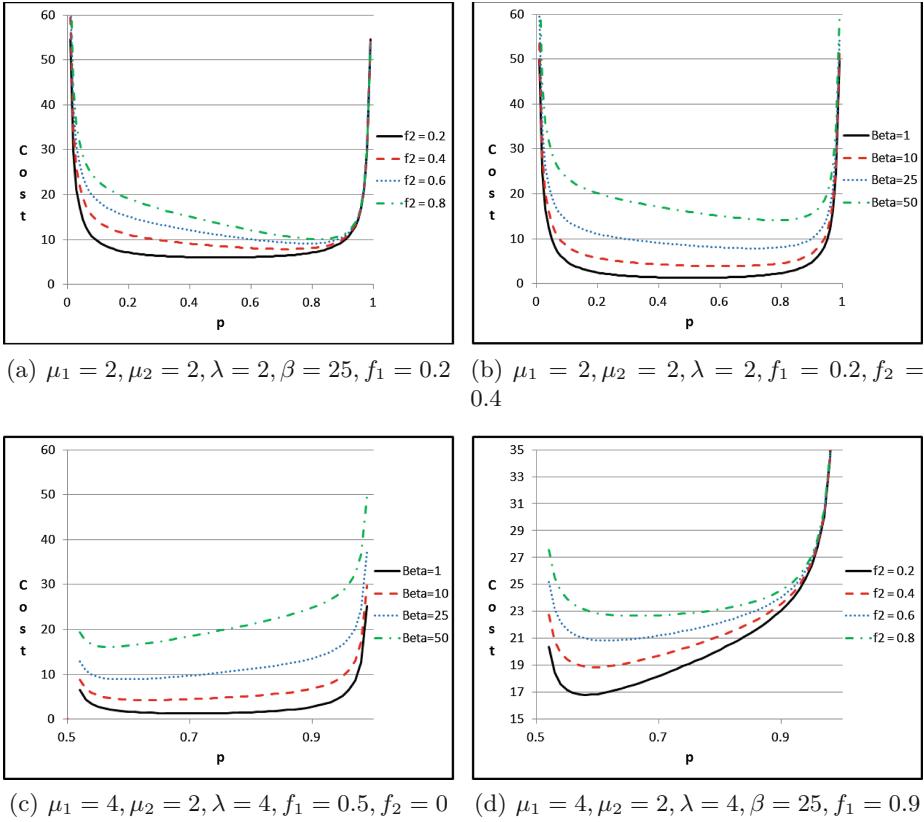 60
50
40
30
20
10
0
C
o
s
t
0 0.2 0.4 0.6 0.8 1
p
f2 = 0.2
f2 = 0.4
f2 = 0.6
f2 = 0.8
(a) μ₁ = 2, μ₂ = 2, λ = 2, β = 25, f₁ = 0.2
60
50
40
30
20
10
0
C
o
s
t
0 0.2 0.4 0.6 0.8 1
p
Beta=1
Beta=10
Beta=25
Beta=50
(b) μ₁ = 2, μ₂ = 2, λ = 2, f₁ = 0.2, f₂ =
0.4
60
50
40
30
20
10
0
C
o
s
t
0.5 0.7 0.9
p
Beta=1
Beta=10
Beta=25
Beta=50
(c) μ₁ = 4, μ₂ = 2, λ = 4, f₁ = 0.5, f₂ = 0
35
33
31
29
27
25
23
21
19
17
15
C
o
s
t
0.5 0.7 0.9
p
f2 = 0.2
f2 = 0.4
f2 = 0.6
f2 = 0.8
(d) μ₁ = 4, μ₂ = 2, λ = 4, β = 25, f₁ = 0.9